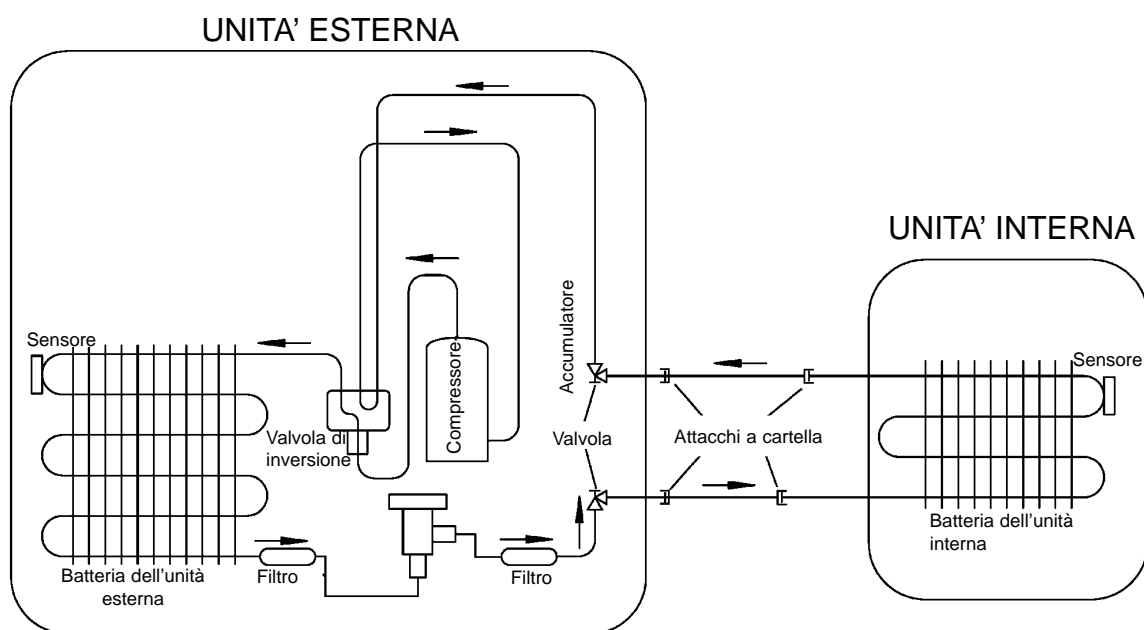 UNITA' ESTERNA
UNITA' INTERNA
Sensore
Accumulatore
Compressore
Sensore
Valvola di
inversione
Valvola
Attacchi a cartella
Batteria dell'unità
interna
Batteria dell'unità
esterna
Filtro
Filtro